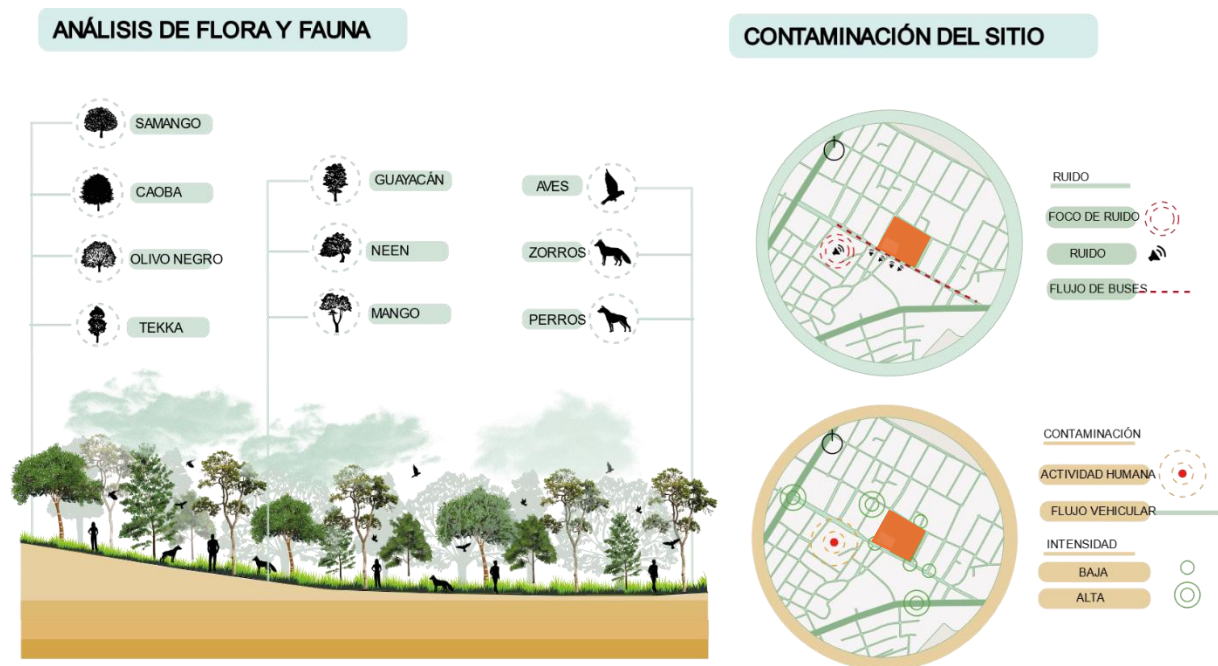 ANÁLISIS DE FLORA Y FAUNA
SAMANGO
CAOBA
OLIVO NEGRO
TEKKA
GUAYACÁN
NEEN
MANGO
AVES
ZORROS
PERROS
CONTAMINACIÓN DEL SITIO
RUIDO
FOCO DE RUIDO
RUIDO
FLUJO DE BUSES
CONTAMINACIÓN
ACTIVIDAD HUMANA
FLUJO VEHICULAR
INTENSIDAD
BAJA
ALTA